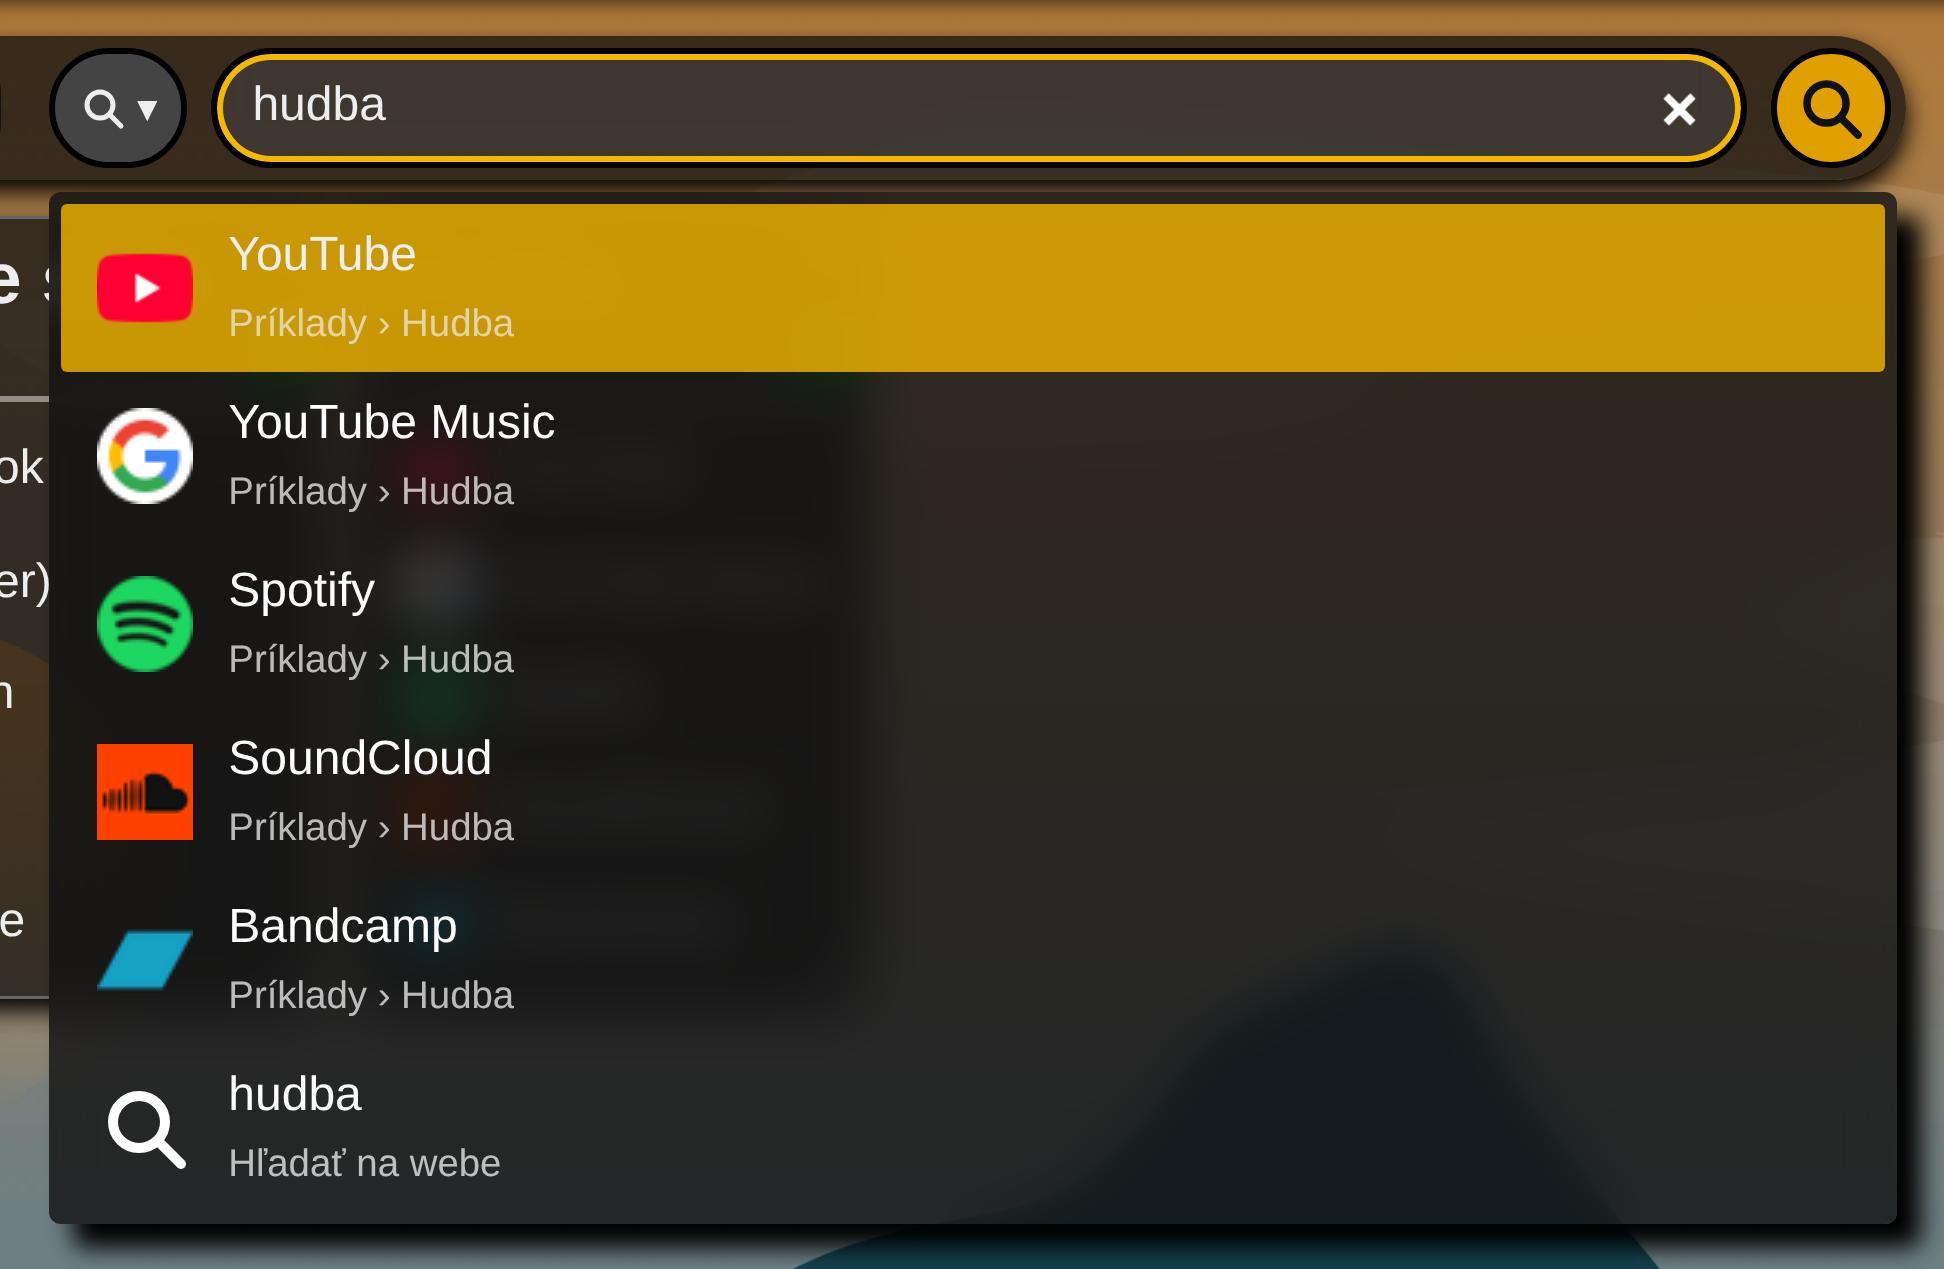 hudba
YouTube
Príklady › Hudba
YouTube Music
Príklady › Hudba
Spotify
Príklady › Hudba
SoundCloud
Príklady › Hudba
Bandcamp
Príklady › Hudba
hudba
Hľadať na webe